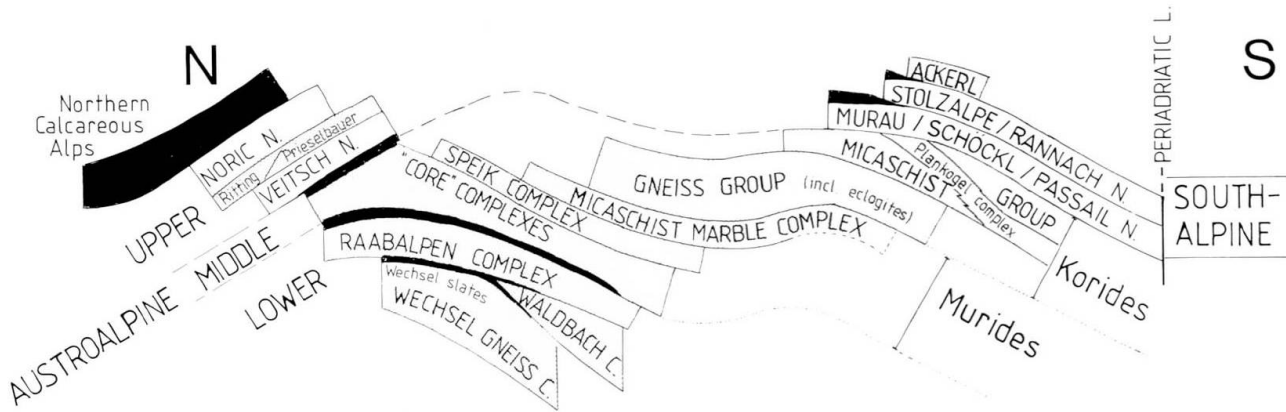 N
S
PERIADRIATIC L.
Northern
Calcareous
Alps
NORIC N.
Ritting / Prieselbauer
VEITSCH N.
ACKERL
STOLZALPE / RANNACH N.
MURAU / SCHÖCKL / PASSAIL N.
MICASCHIST
GROUP
Plankogel
complex
"CORE" COMPLEXES
SPEIK COMPLEX
MICASCHIST MARBLE COMPLEX
GNEISS GROUP (incl. eclogites)
SOUTH-
ALPINE
AUSTROALPINE
UPPER
MIDDLE
LOWER
RAABALPEN COMPLEX
Wechsel slates
WECHSEL GNEISS C.
WALDBACH C.
Murides
Korides